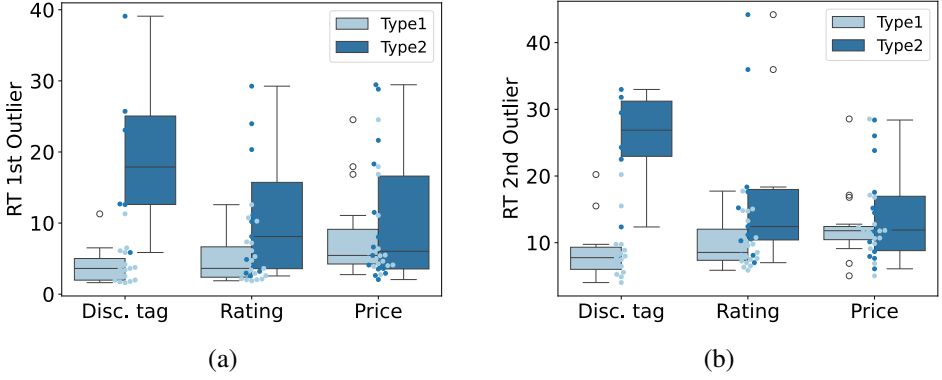 RT 1st Outlier
40
30
20
10
0
Type1
Type2
Disc. tag
Rating
Price
(a)
RT 2nd Outlier
40
30
20
10
Type1
Type2
Disc. tag
Rating
Price
(b)